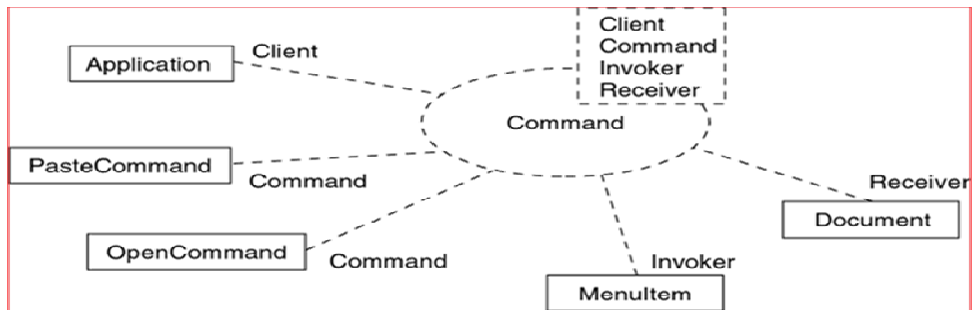 Client
Command
Invoker
Receiver
Client
Application
Command
PasteCommand
Command
Receiver
Document
OpenCommand
Command
Invoker
MenuItem